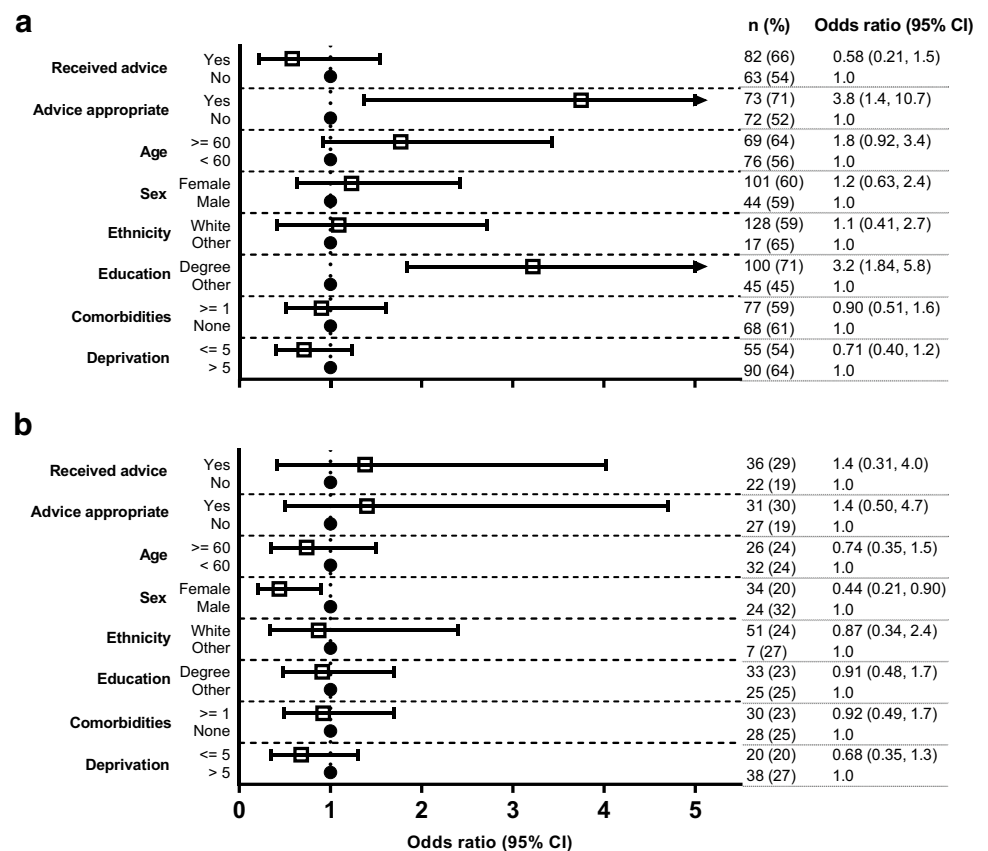 a
n (%) Odds ratio (95% CI)
Received advice Yes 82 (66) 0.58 (0.21, 1.5)
No 63 (54) 1.0
Advice appropriate Yes 73 (71) 3.8 (1.4, 10.7)
No 72 (52) 1.0
Age >= 60 69 (64) 1.8 (0.92, 3.4)
< 60 76 (56) 1.0
Sex Female 101 (60) 1.2 (0.63, 2.4)
Male 44 (59) 1.0
Ethnicity White 128 (59) 1.1 (0.41, 2.7)
Other 17 (65) 1.0
Education Degree 100 (71) 3.2 (1.84, 5.8)
Other 45 (45) 1.0
Comorbidities >= 1 77 (59) 0.90 (0.51, 1.6)
None 68 (61) 1.0
Deprivation <= 5 55 (54) 0.71 (0.40, 1.2)
> 5 90 (64) 1.0
b
Received advice Yes 36 (29) 1.4 (0.31, 4.0)
No 22 (19) 1.0
Advice appropriate Yes 31 (30) 1.4 (0.50, 4.7)
No 27 (19) 1.0
Age >= 60 26 (24) 0.74 (0.35, 1.5)
< 60 32 (24) 1.0
Sex Female 34 (20) 0.44 (0.21, 0.90)
Male 24 (32) 1.0
Ethnicity White 51 (24) 0.87 (0.34, 2.4)
Other 7 (27) 1.0
Education Degree 33 (23) 0.91 (0.48, 1.7)
Other 25 (25) 1.0
Comorbidities >= 1 30 (23) 0.92 (0.49, 1.7)
None 28 (25) 1.0
Deprivation <= 5 20 (20) 0.68 (0.35, 1.3)
> 5 38 (27) 1.0
0 1 2 3 4 5
Odds ratio (95% CI)